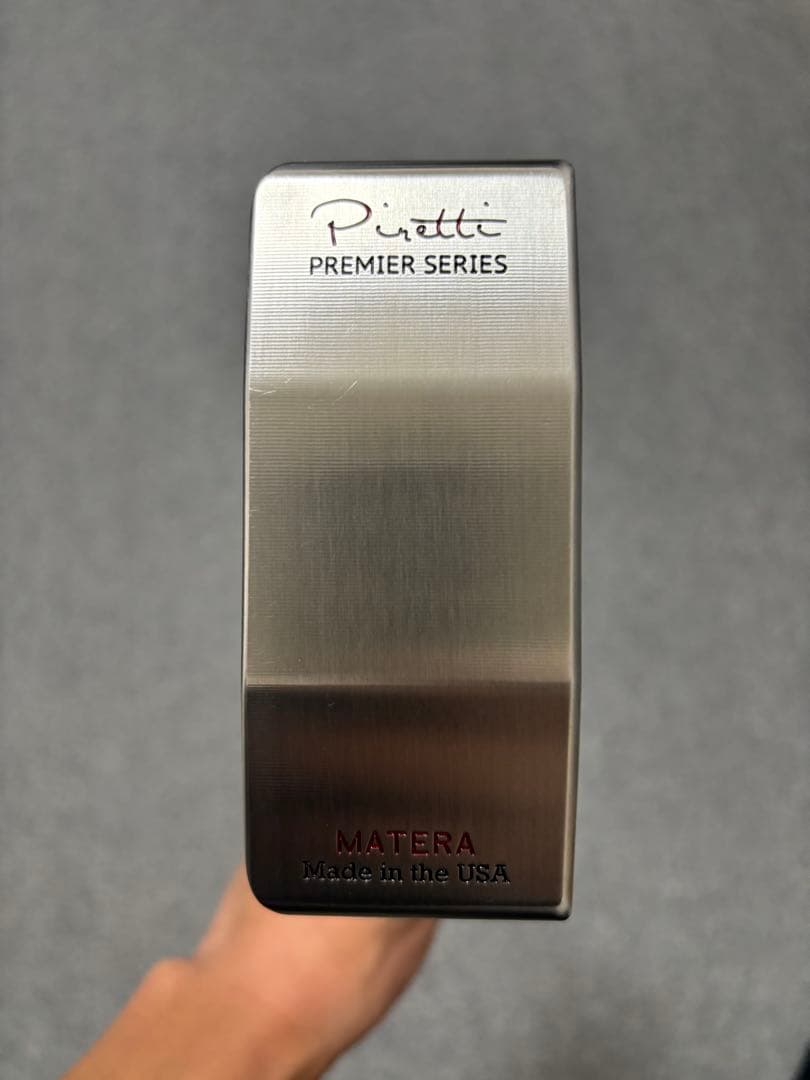 Piretti
PREMIER SERIES
MATERA
Made in the USA